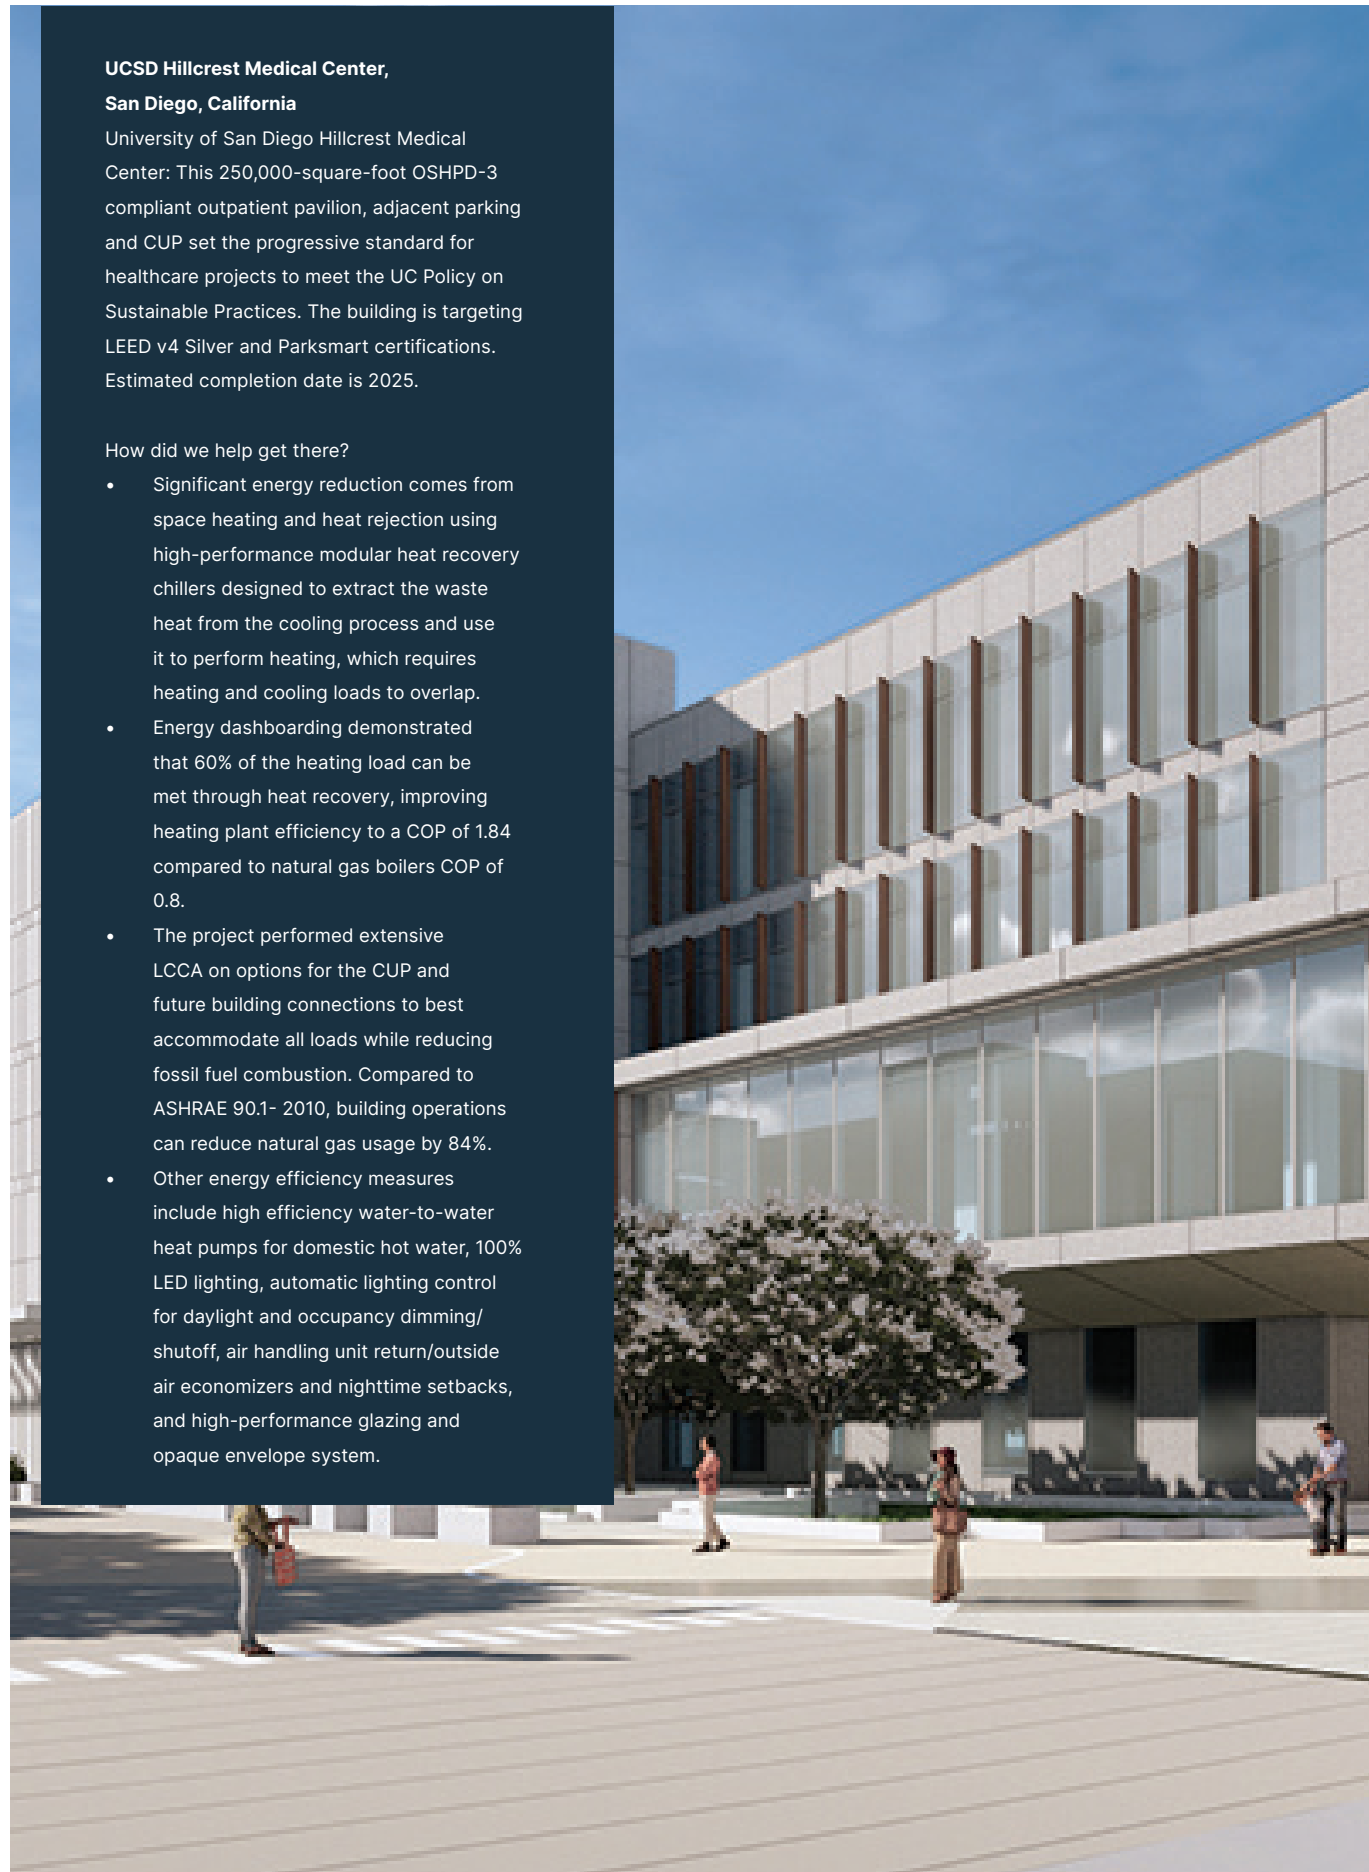 UCSD Hillcrest Medical Center,
San Diego, California
University of San Diego Hillcrest Medical
Center: This 250,000-square-foot OSHPD-3
compliant outpatient pavilion, adjacent parking
and CUP set the progressive standard for
healthcare projects to meet the UC Policy on
Sustainable Practices. The building is targeting
LEED v4 Silver and Parksmart certifications.
Estimated completion date is 2025.
How did we help get there?
• Significant energy reduction comes from
space heating and heat rejection using
high-performance modular heat recovery
chillers designed to extract the waste
heat from the cooling process and use
it to perform heating, which requires
heating and cooling loads to overlap.
• Energy dashboarding demonstrated
that 60% of the heating load can be
met through heat recovery, improving
heating plant efficiency to a COP of 1.84
compared to natural gas boilers COP of
0.8.
• The project performed extensive
LCCA on options for the CUP and
future building connections to best
accommodate all loads while reducing
fossil fuel combustion. Compared to
ASHRAE 90.1- 2010, building operations
can reduce natural gas usage by 84%.
• Other energy efficiency measures
include high efficiency water-to-water
heat pumps for domestic hot water, 100%
LED lighting, automatic lighting control
for daylight and occupancy dimming/
shutoff, air handling unit return/outside
air economizers and nighttime setbacks,
and high-performance glazing and
opaque envelope system.